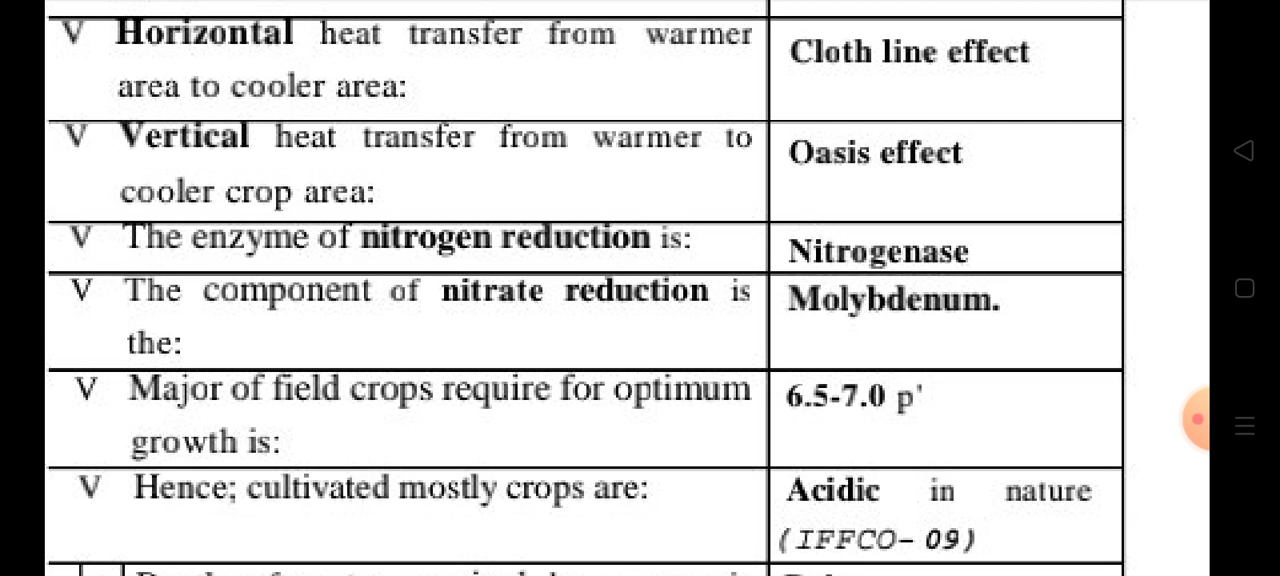 V Horizontal heat transfer from warmer
area to cooler area:
Cloth line effect
V Vertical heat transfer from warmer to
cooler crop area:
Oasis effect
V The enzyme of nitrogen reduction is:
Nitrogenase
V The component of nitrate reduction is
the:
Molybdenum.
V Major of field crops require for optimum
growth is:
6.5-7.0 p'
V Hence; cultivated mostly crops are:
Acidic in nature
(IFFCO- 09)